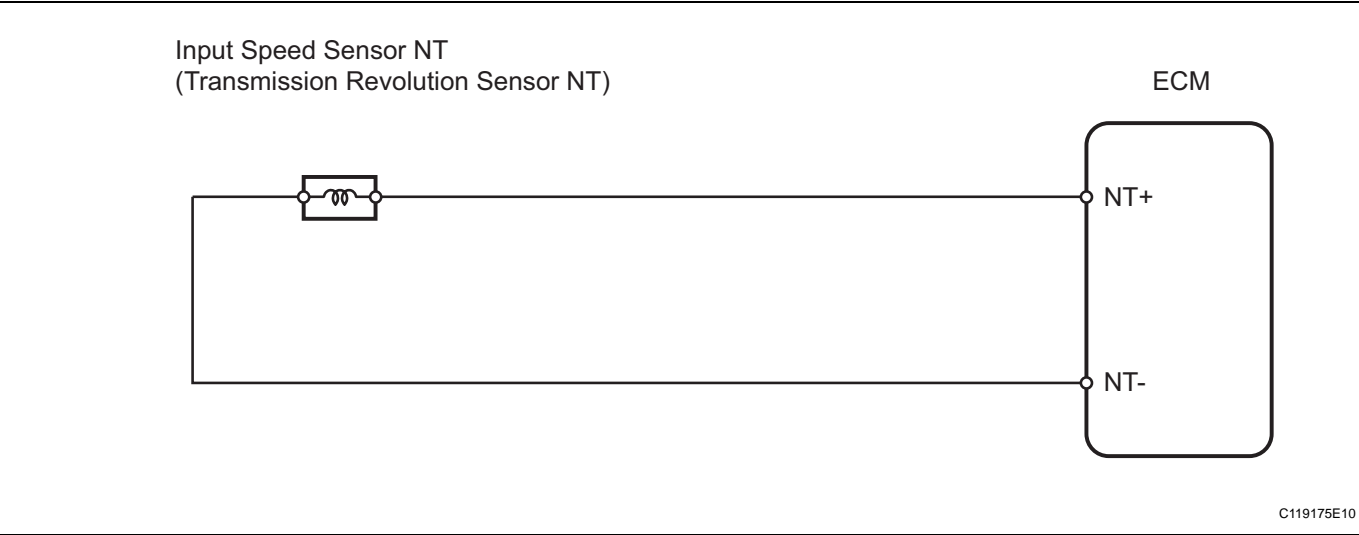 Input Speed Sensor NT
(Transmission Revolution Sensor NT)
ECM
NT+
NT-
C119175E10